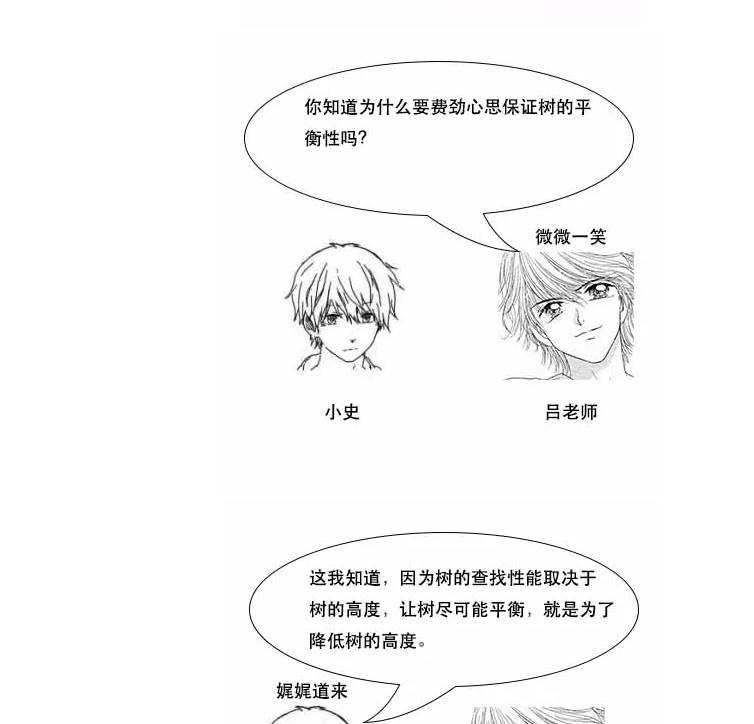 你知道为什么要费劲心思保证树的平
衡性吗？
微微一笑
小史
吕老师
这我知道，因为树的查找性能取决于
树的高度，让树尽可能平衡，就是为了
降低树的高度。
娓娓道来